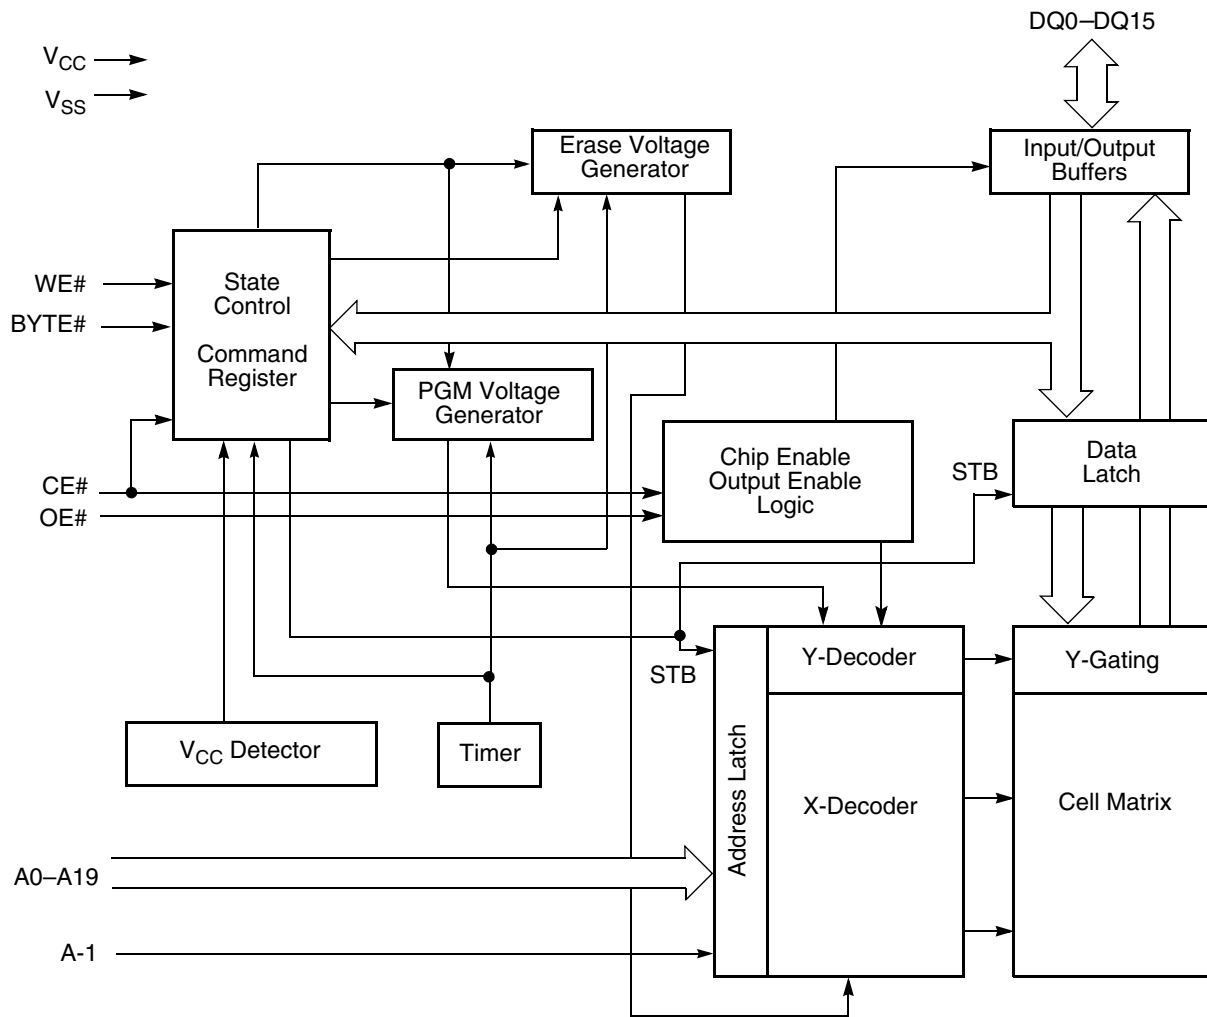 DQ0–DQ15
VCC
VSS
Erase Voltage
Generator
Input/Output
Buffers
WE#
BYTE#
State
Control
Command
Register
PGM Voltage
Generator
CE#
OE#
Chip Enable
Output Enable
Logic
STB
Data
Latch
STB
Y-Decoder
Y-Gating
VCC Detector
Timer
Address Latch
X-Decoder
Cell Matrix
A0–A19
A-1